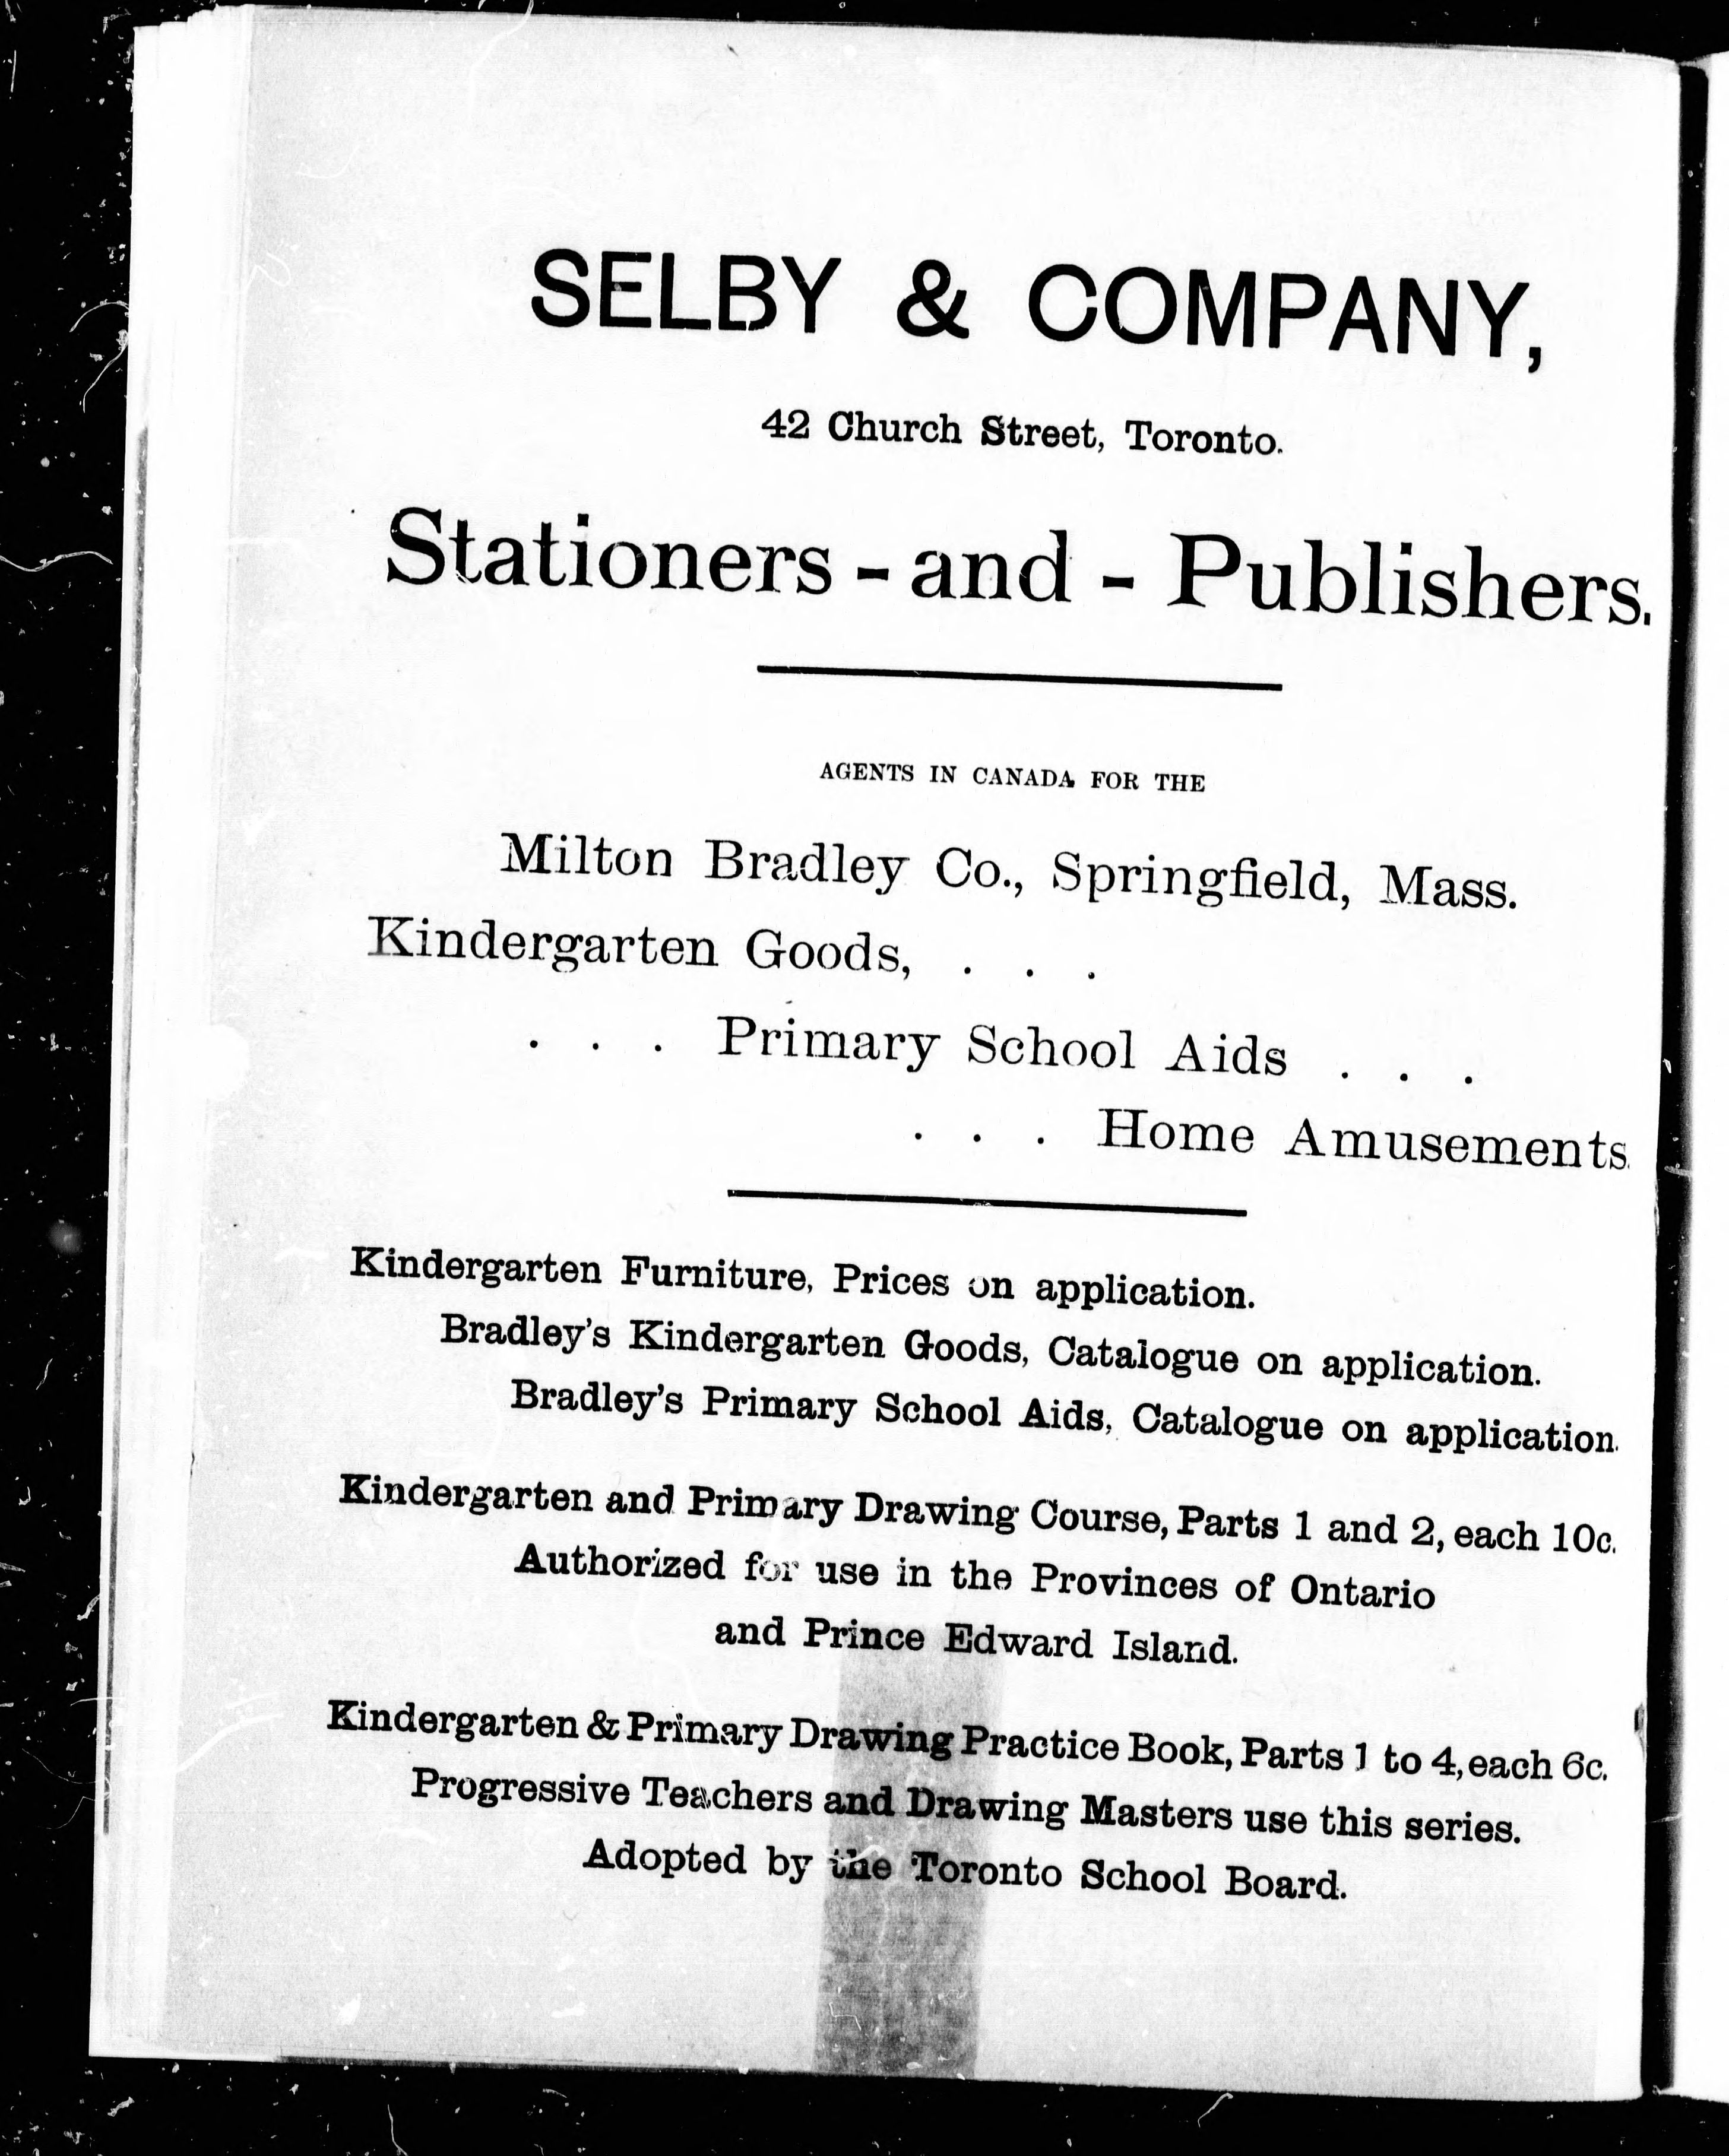 SELBY & COMPANY,
42 Church Street, Toronto.
Stationers - and - Publishers.
AGENTS IN CANADA FOR THE
Milton Bradley Co., Springfield, Mass.
Kindergarten Goods, . . .
. . . Primary School Aids . . .
. . . Home Amusements.
Kindergarten Furniture, Prices on application.
Bradley's Kindergarten Goods, Catalogue on application.
Bradley's Primary School Aids, Catalogue on application.
Kindergarten and Primary Drawing Course, Parts 1 and 2, each 10c.
Authorized for use in the Provinces of Ontario
and Prince Edward Island.
Kindergarten & Primary Drawing Practice Book, Parts 1 to 4, each 6c.
Progressive Teachers and Drawing Masters use this series.
Adopted by the Toronto School Board.